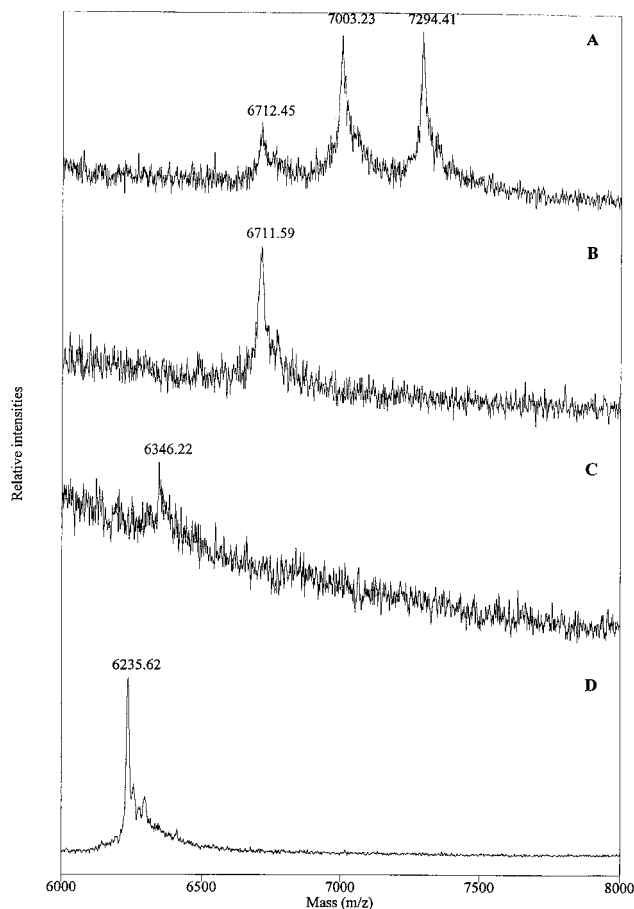 7003.23 7294.41
A
6712.45
B
6711.59
C
6346.22
D
6235.62
Relative intensities
6000 6500 7000 7500 8000
Mass (m/z)